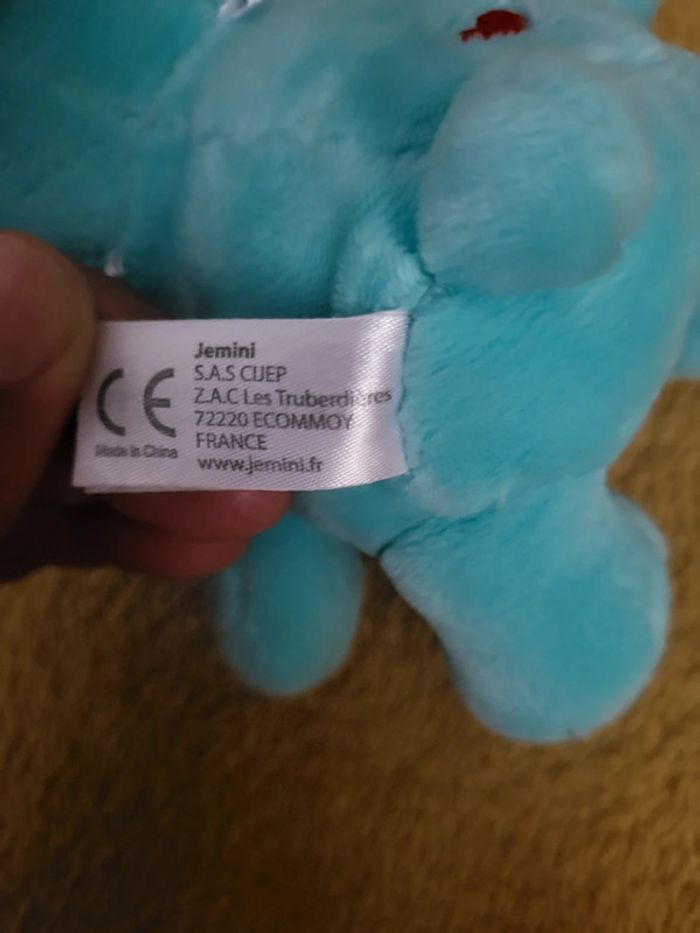 Jemini
S.A.S CIJEP
Z.A.C Les Truberdières
72220 ECOMMOY
FRANCE
www.jemini.fr
CE
Made in China